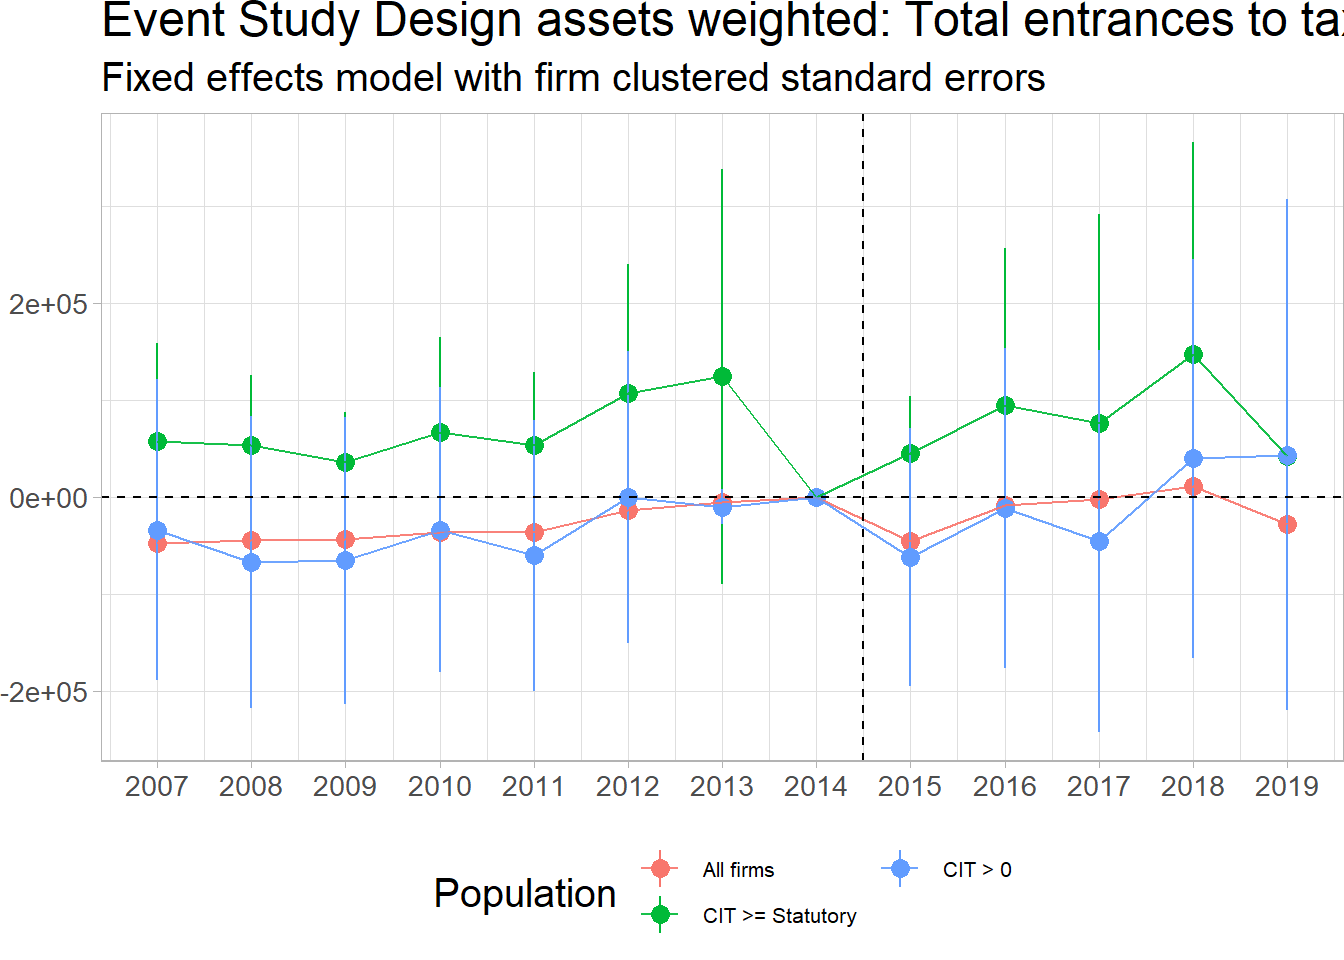 Event Study Design assets weighted: Total entrances to
Fixed effects model with firm clustered standard errors
2e+05
0e+00
-2e+05
2007 2008 2009 2010 2011 2012 2013 2014 2015 2016 2017 2018 2019
Population
All firms
CIT >= Statutory
CIT > 0